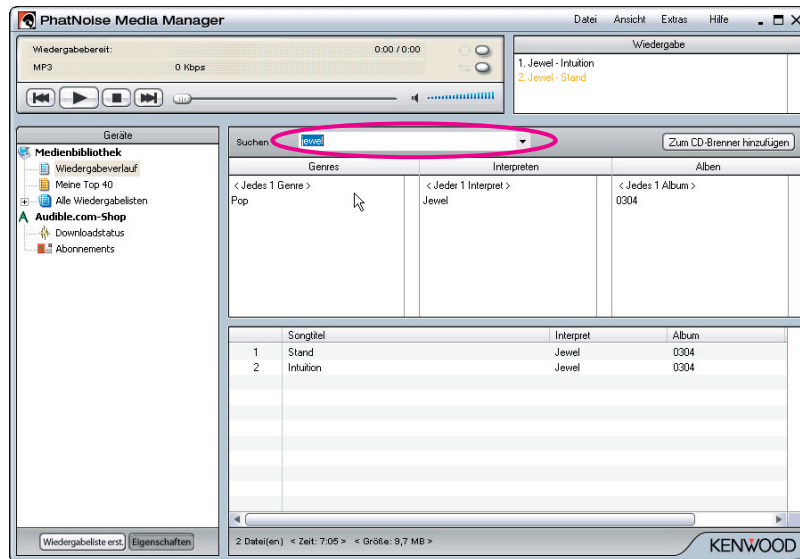 PhatNoise Media Manager
Datei Ansicht Extras Hilfe
Wiedergabebereit: 0:00 / 0:00
MP3 0 Kbps
Wiedergabe
1. Jewel - Intuition
2. Jewel - Stand
Geräte
Medienbibliothek
Wiedergabeverlauf
Meine Top 40
Alle Wiedergabelisten
Audible.com-Shop
Downloadstatus
Abonnements
Suchen jewel Zum CD-Brenner hinzufügen
Genres Interpreten Alben
< Jedes 1 Genre > < Jeder 1 Interpret > < Jedes 1 Album >
Pop Jewel 0304
Songtitel Interpret Album
1 Stand Jewel 0304
2 Intuition Jewel 0304
Wiedergabeliste erst. Eigenschaften
2 Datei(en) < Zeit: 7:05 > < Größe: 9,7 MB >
KENWOOD